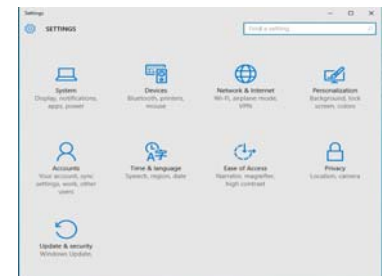 Settings
SETTINGS
Find a setting
System
Display, notifications,
apps, power
Devices
Bluetooth, printers,
mouse
Network & Internet
Wi-Fi, airplane mode,
VPN
Personalization
Background, lock
screen, colors
Accounts
Your account, sync
settings, work, other
users
Time & language
Speech, region, date
Ease of Access
Narrator, magnifier,
high contrast
Privacy
Location, camera
Update & security
Windows Update,